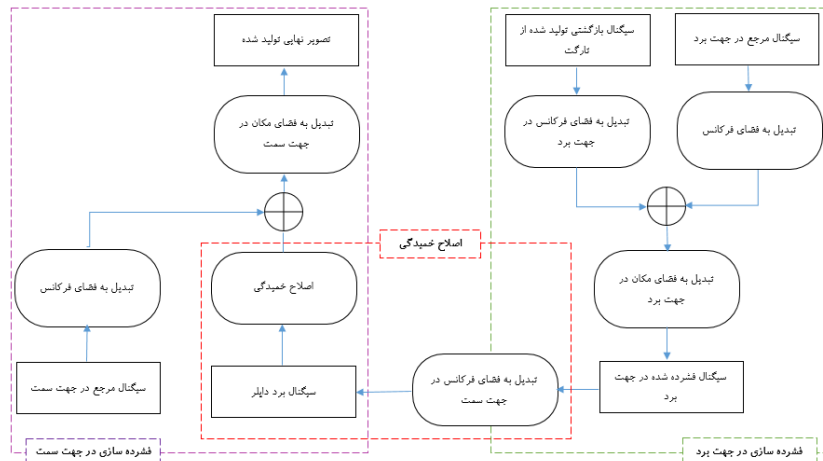 سیگنال مرجع در جهت برد
سیگنال بازگشتی تولید شده از
تارگت
تصویر نهایی تولید شده
تبدیل به فضای فرکانس
تبدیل به فضای فرکانس در
جهت برد
تبدیل به فضای مکان در
جهت سمت
اصلاح خمیدگی
تبدیل به فضای مکان در
جهت برد
اصلاح خمیدگی
تبدیل به فضای فرکانس
سیگنال فشرده شده در جهت
برد
تبدیل به فضای فرکانس در
جهت سمت
سیگنال برد داپلر
سیگنال مرجع در جهت سمت
فشرده سازی در جهت برد
فشرده سازی در جهت سمت